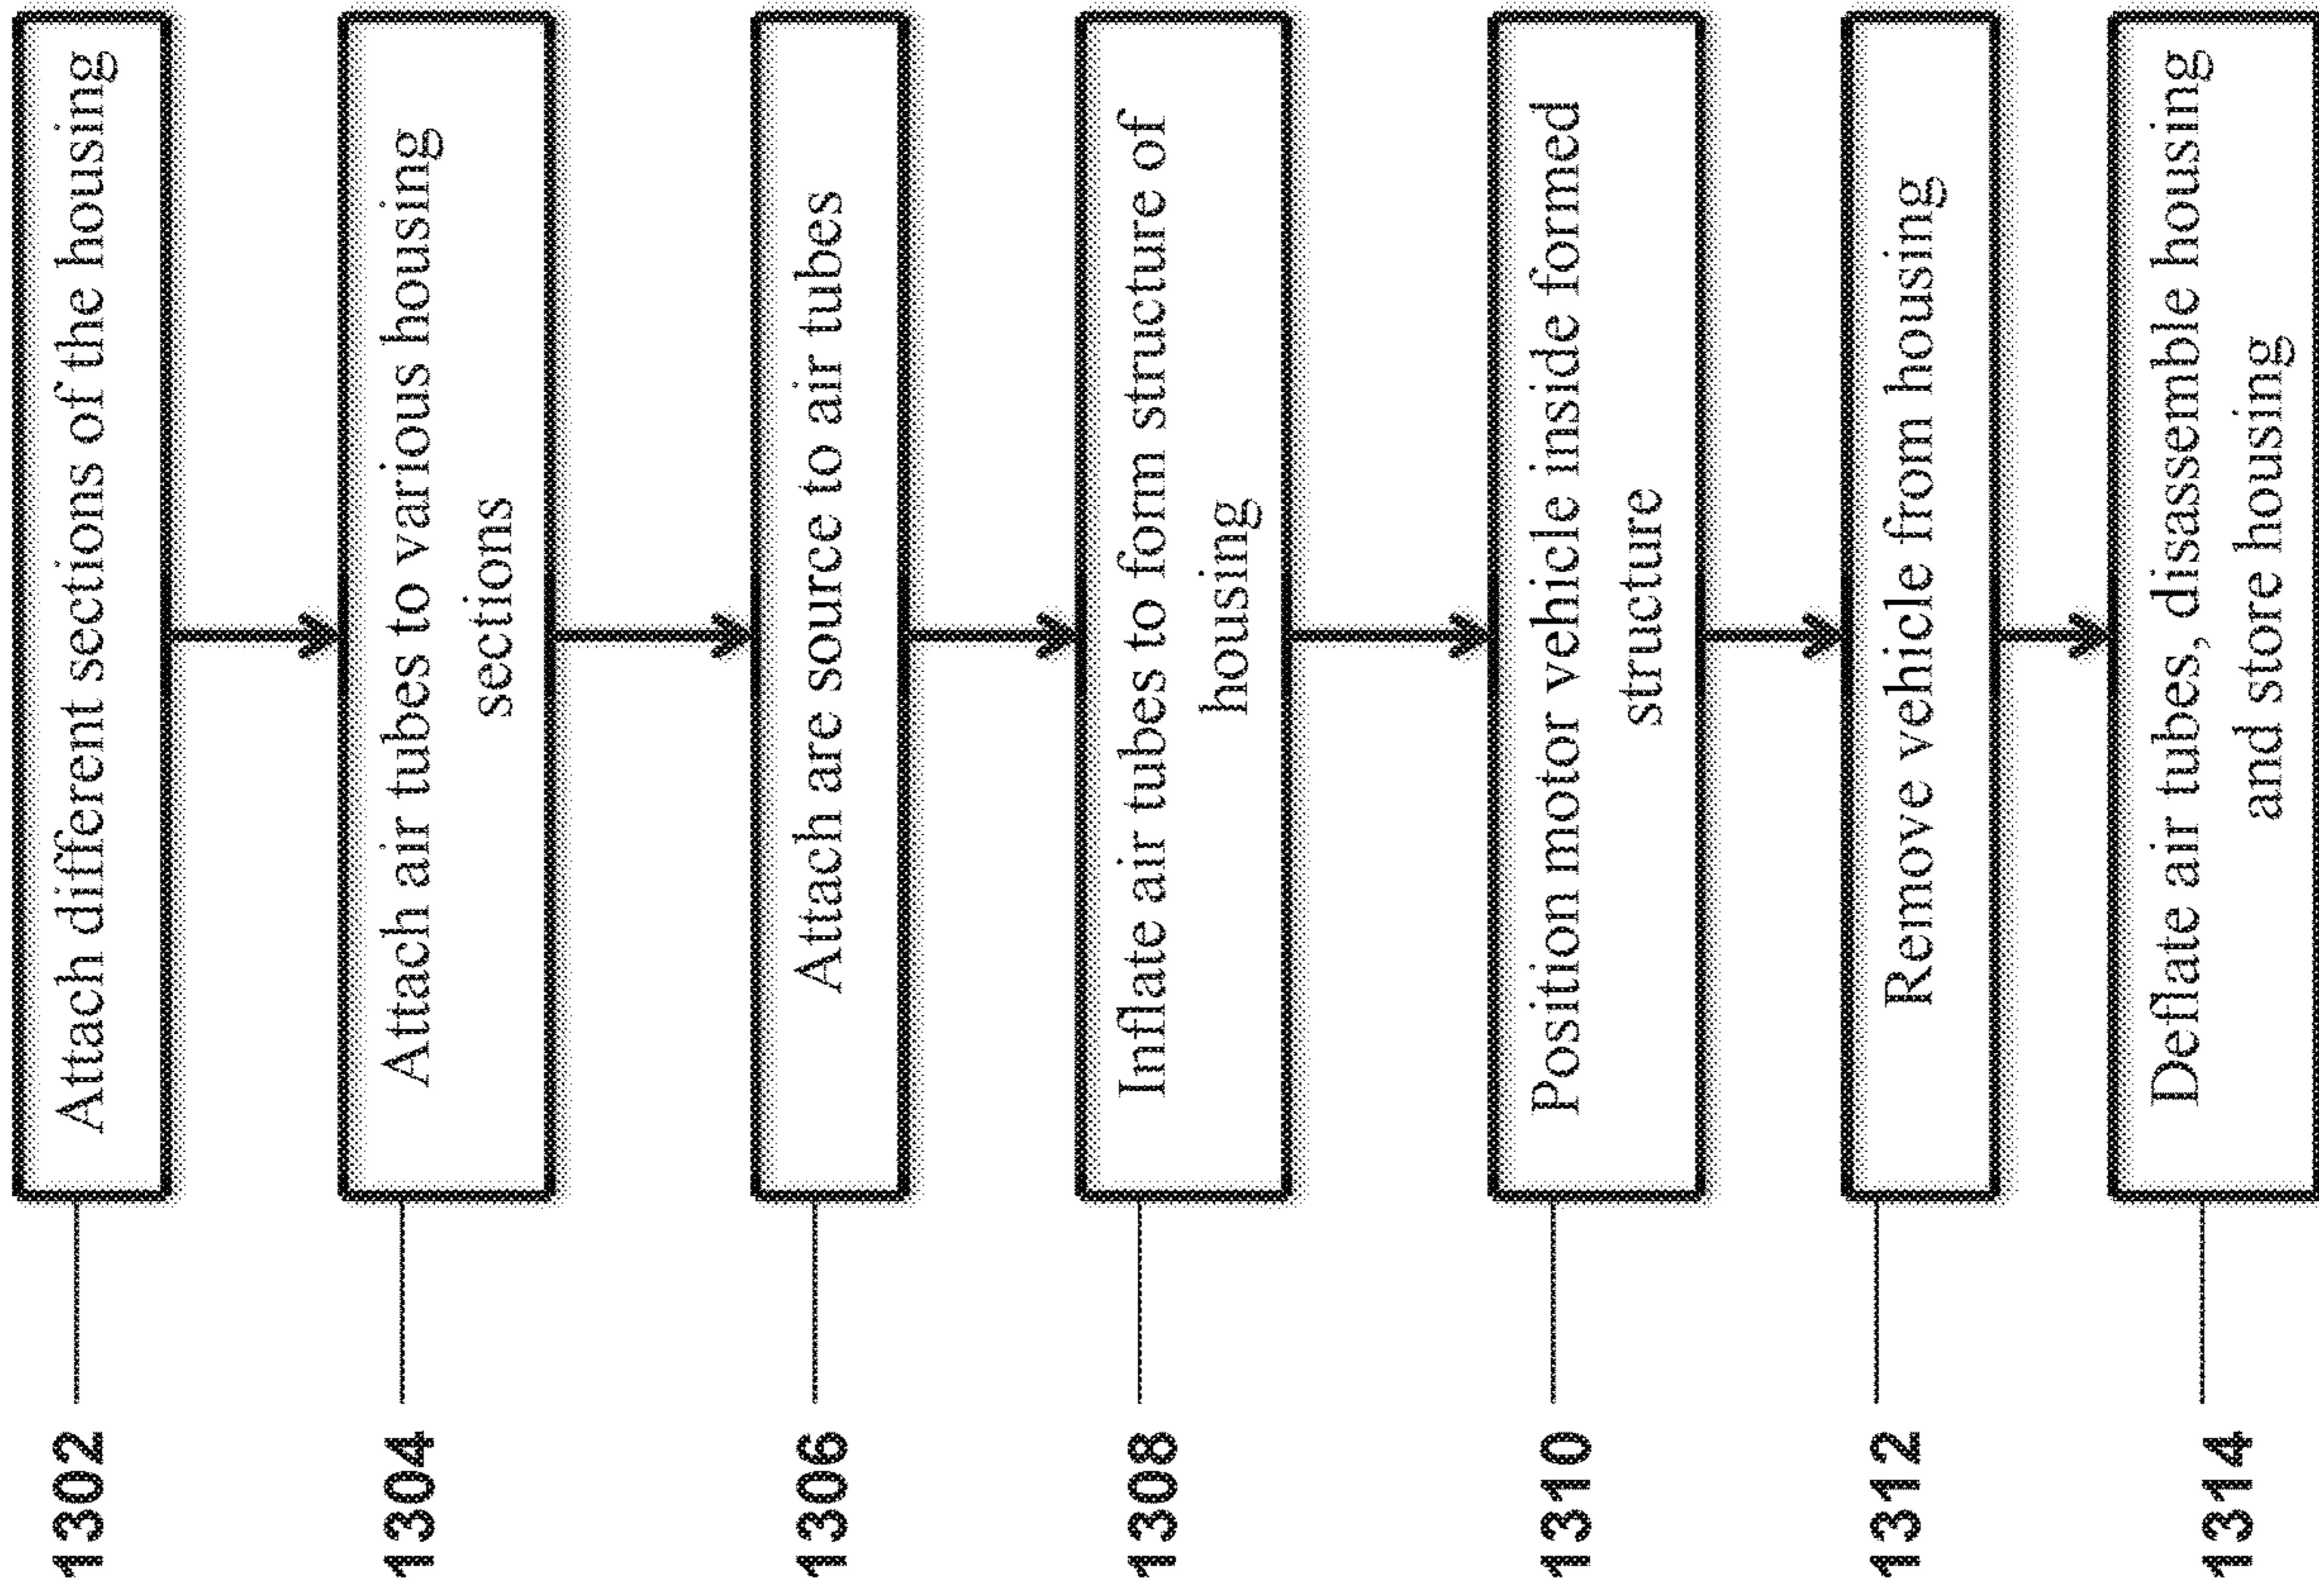 1302
Attach different sections of the housing
1304
Attach air tubes to various housing
sections
1306
Attach are source to air tubes
1308
Inflate air tubes to form structure of
housing
1310
Position motor vehicle inside formed
structure
1312
Remove vehicle from housing
1314
Deflate air tubes, disassemble housing
and store housing